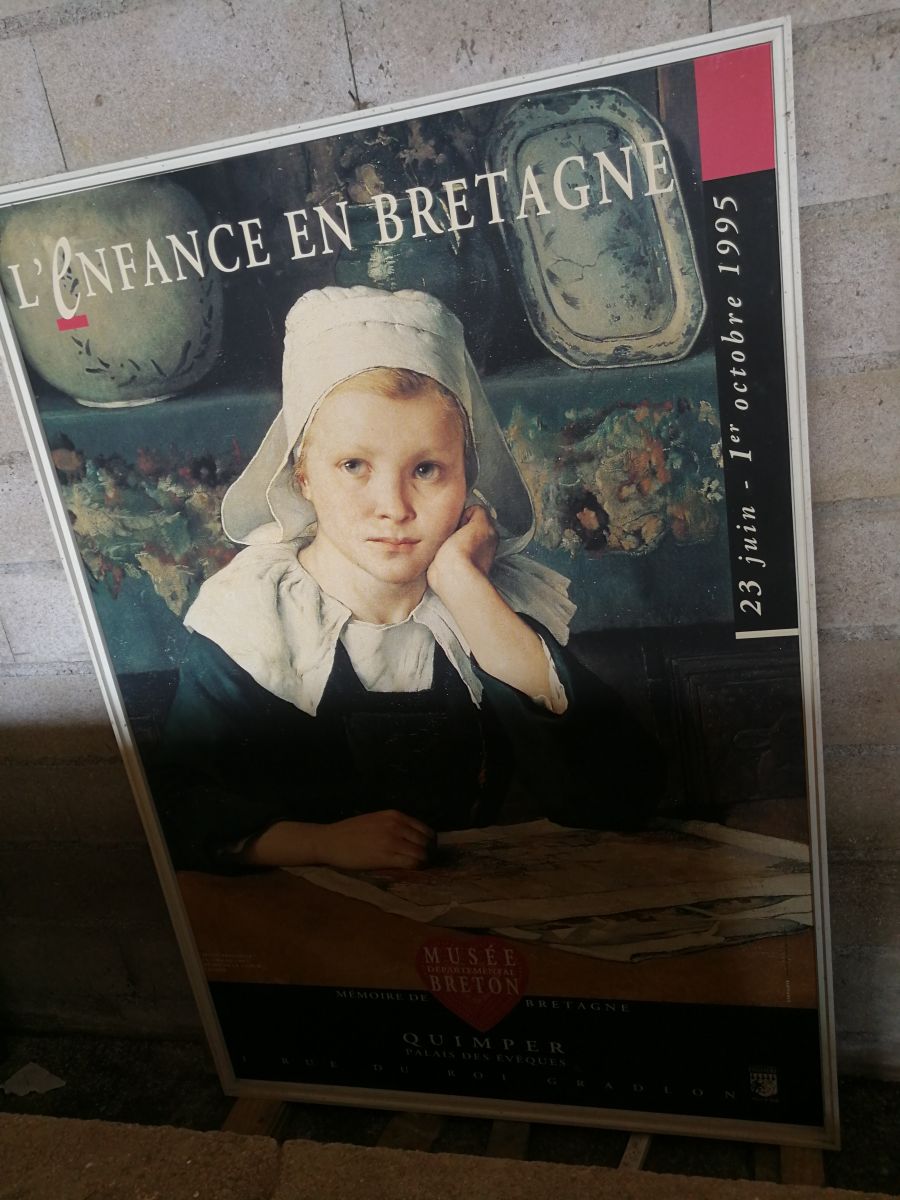 L'eNFANCE EN BRETAGNE
23 juin - 1er octobre 1995
MUSÉE
DÉPARTEMENTAL
BRETON
MÉMOIRE DE BRETAGNE
QUIMPER
PALAIS DES ÉVÊQUES
1 RUE DU ROI GRADLON